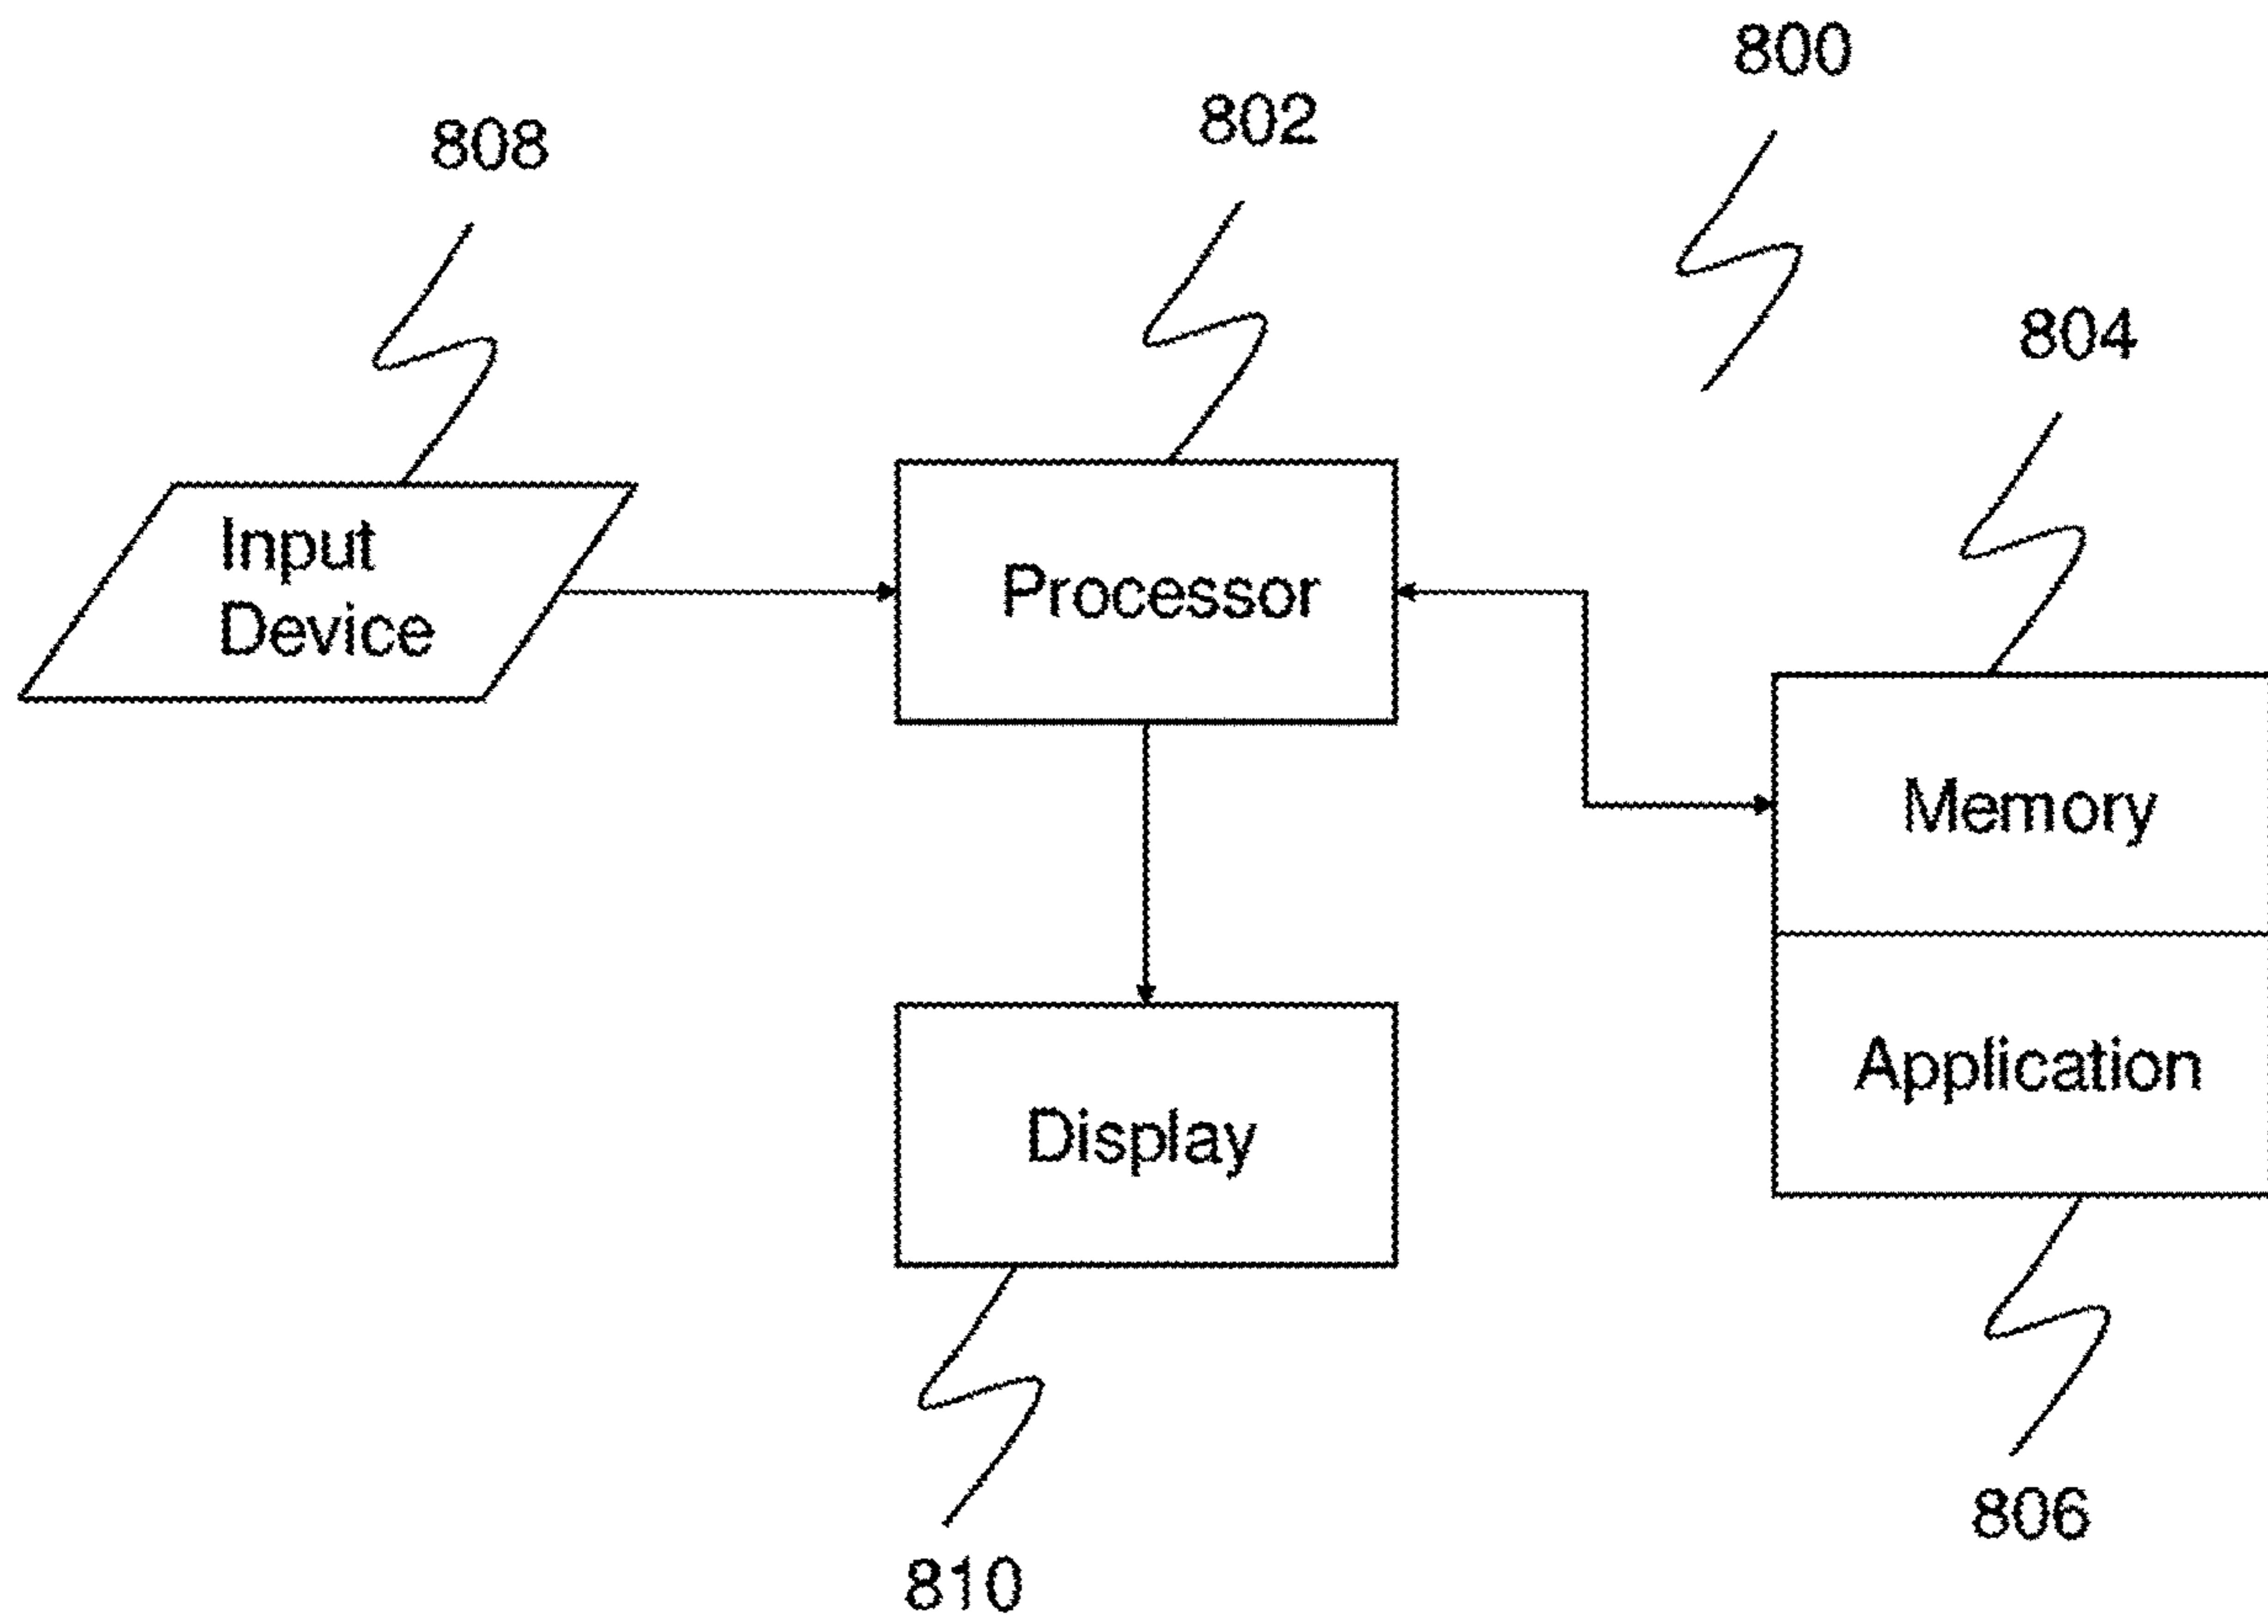 800
802
808
804
Input
Device
Processor
Memory
Application
Display
806
810